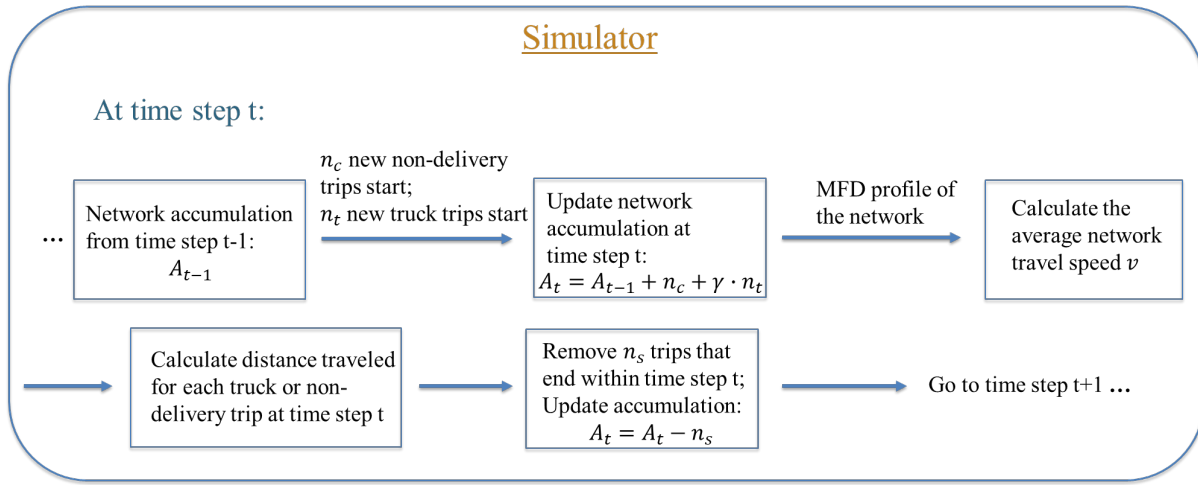 Simulator
At time step t:
n_c new non-delivery
trips start;
n_t new truck trips start
MFD profile of
the network
...
Network accumulation
from time step t-1:
A_{t−1}
Update network
accumulation at
time step t:
A_t = A_{t−1} + n_c + γ · n_t
Calculate the
average network
travel speed v
Calculate distance traveled
for each truck or non-
delivery trip at time step t
Remove n_s trips that
end within time step t;
Update accumulation:
A_t = A_t − n_s
Go to time step t+1 ...